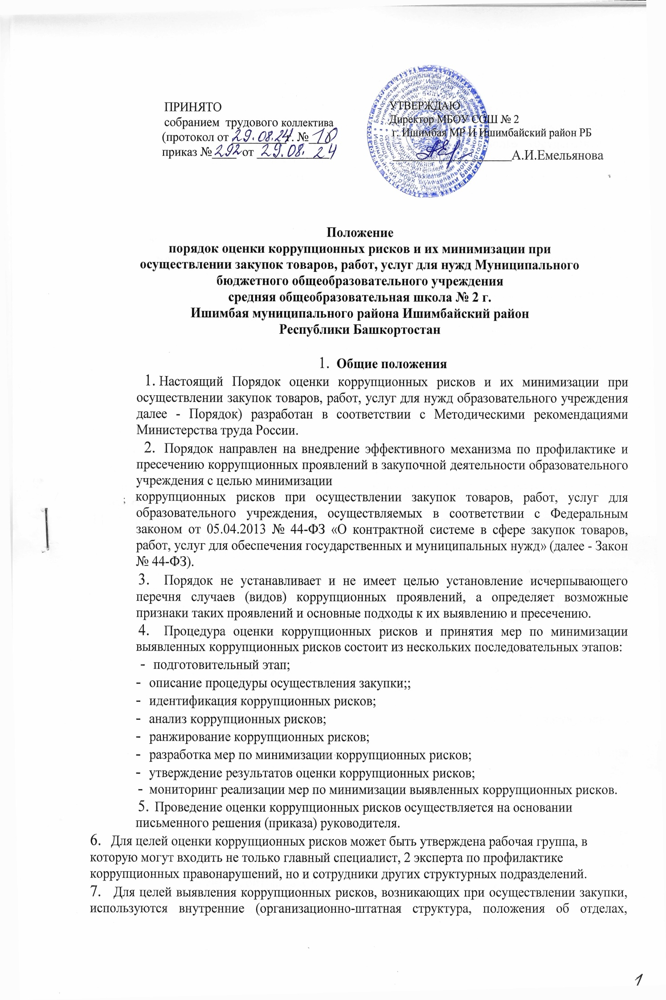 ПРИНЯТО
собранием трудового коллектива
(протокол от 29.08.24 г. № 10
приказ № 292 от 29.08. 24
УТВЕРЖДАЮ
Директор МБОУ СОШ № 2
г. Ишимбая МР И Ишимбайский район РБ
А.И.Емельянова
Положение
порядок оценки коррупционных рисков и их минимизации при
осуществлении закупок товаров, работ, услуг для нужд Муниципального
бюджетного общеобразовательного учреждения
средняя общеобразовательная школа № 2 г.
Ишимбая муниципального района Ишимбайский район
Республики Башкортостан
1. Общие положения
1. Настоящий Порядок оценки коррупционных рисков и их минимизации при
осуществлении закупок товаров, работ, услуг для нужд образовательного учреждения
далее - Порядок) разработан в соответствии с Методическими рекомендациями
Министерства труда России.
2. Порядок направлен на внедрение эффективного механизма по профилактике и
пресечению коррупционных проявлений в закупочной деятельности образовательного
учреждения с целью минимизации
; коррупционных рисков при осуществлении закупок товаров, работ, услуг для
образовательного учреждения, осуществляемых в соответствии с Федеральным
законом от 05.04.2013 № 44-ФЗ «О контрактной системе в сфере закупок товаров,
работ, услуг для обеспечения государственных и муниципальных нужд» (далее - Закон
№ 44-ФЗ).
3. Порядок не устанавливает и не имеет целью установление исчерпывающего
перечня случаев (видов) коррупционных проявлений, а определяет возможные
признаки таких проявлений и основные подходы к их выявлению и пресечению.
4. Процедура оценки коррупционных рисков и принятия мер по минимизации
выявленных коррупционных рисков состоит из нескольких последовательных этапов:
- подготовительный этап;
- описание процедуры осуществления закупки;;
- идентификация коррупционных рисков;
- анализ коррупционных рисков;
- ранжирование коррупционных рисков;
- разработка мер по минимизации коррупционных рисков;
- утверждение результатов оценки коррупционных рисков;
- мониторинг реализации мер по минимизации выявленных коррупционных рисков.
5. Проведение оценки коррупционных рисков осуществляется на основании
письменного решения (приказа) руководителя.
6. Для целей оценки коррупционных рисков может быть утверждена рабочая группа, в
которую могут входить не только главный специалист, 2 эксперта по профилактике
коррупционных правонарушений, но и сотрудники других структурных подразделений.
7. Для целей выявления коррупционных рисков, возникающих при осуществлении закупки,
используются внутренние (организационно-штатная структура, положения об отделах,
1